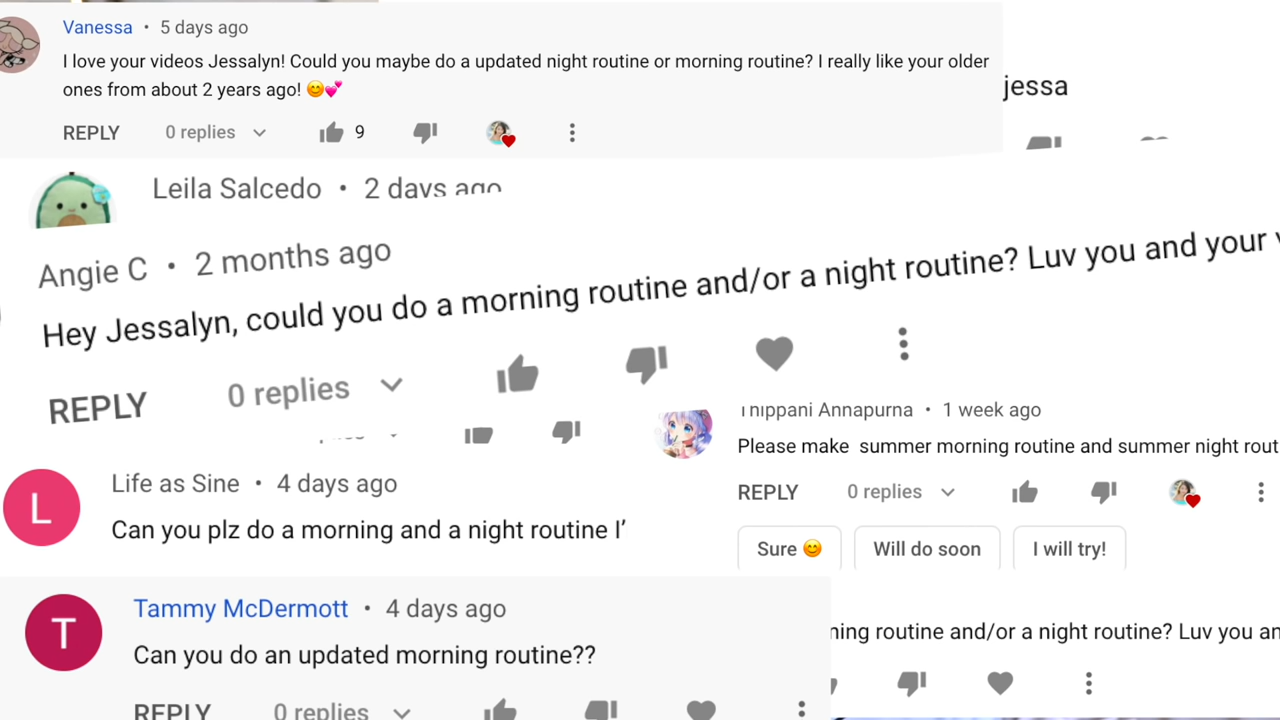 Vanessa • 5 days ago
I love your videos Jessalyn! Could you maybe do a updated night routine or morning routine? I really like your older
ones from about 2 years ago! 😊💕
REPLY 0 replies 9
jessa
Leila Salcedo • 2 days ago
Angie C • 2 months ago
Hey Jessalyn, could you do a morning routine and/or a night routine? Luv you and your
REPLY 0 replies
Thippani Annapurna • 1 week ago
Please make summer morning routine and summer night rout
REPLY 0 replies
Sure 😊 Will do soon I will try!
L
Life as Sine • 4 days ago
Can you plz do a morning and a night routine I'
T
Tammy McDermott • 4 days ago
Can you do an updated morning routine??
REPLY 0 replies
ning routine and/or a night routine? Luv you an